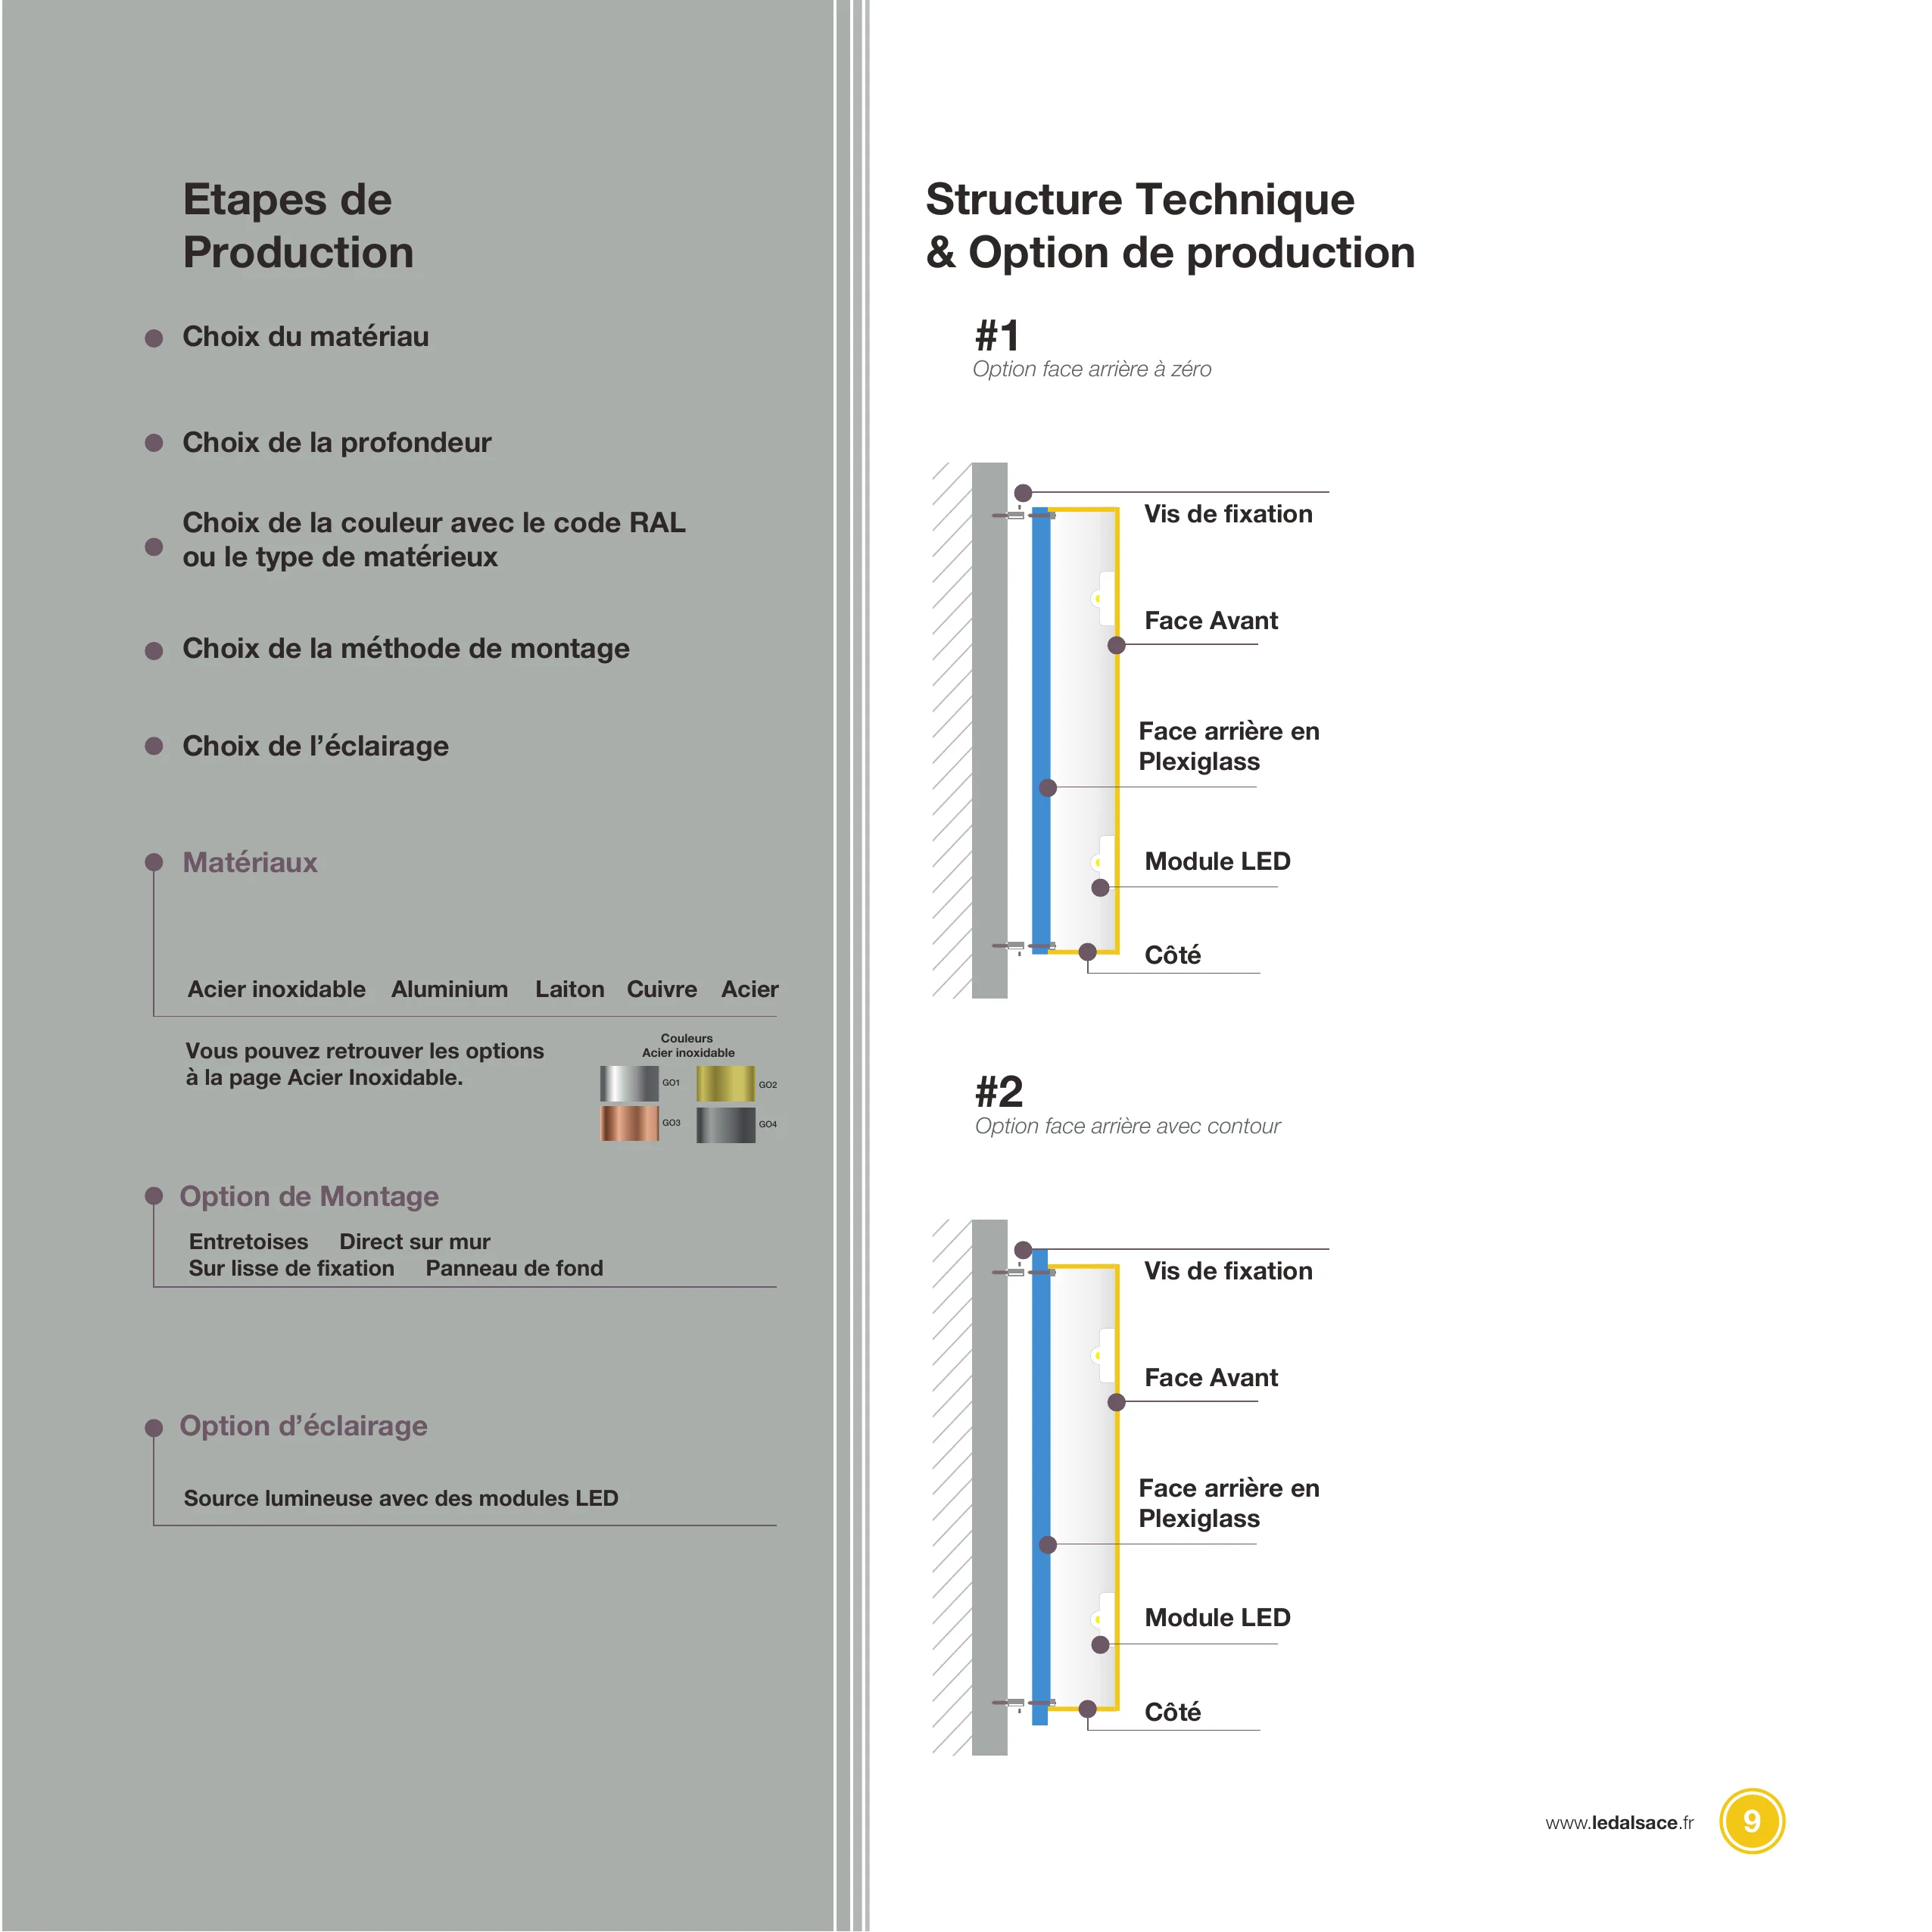 Etapes de
Production
Choix du matériau
Choix de la profondeur
Choix de la couleur avec le code RAL
ou le type de matérieux
Choix de la méthode de montage
Choix de l’éclairage
Matériaux
Acier inoxidable Aluminium Laiton Cuivre Acier
Vous pouvez retrouver les options
à la page Acier Inoxidable.
Couleurs
Acier inoxidable
GO1 GO2
GO3 GO4
Option de Montage
Entretoises Direct sur mur
Sur lisse de fixation Panneau de fond
Option d’éclairage
Source lumineuse avec des modules LED
Structure Technique
& Option de production
#1
Option face arrière à zéro
Vis de fixation
Face Avant
Face arrière en
Plexiglass
Module LED
Côté
#2
Option face arrière avec contour
Vis de fixation
Face Avant
Face arrière en
Plexiglass
Module LED
Côté
www.ledalsace.fr 9